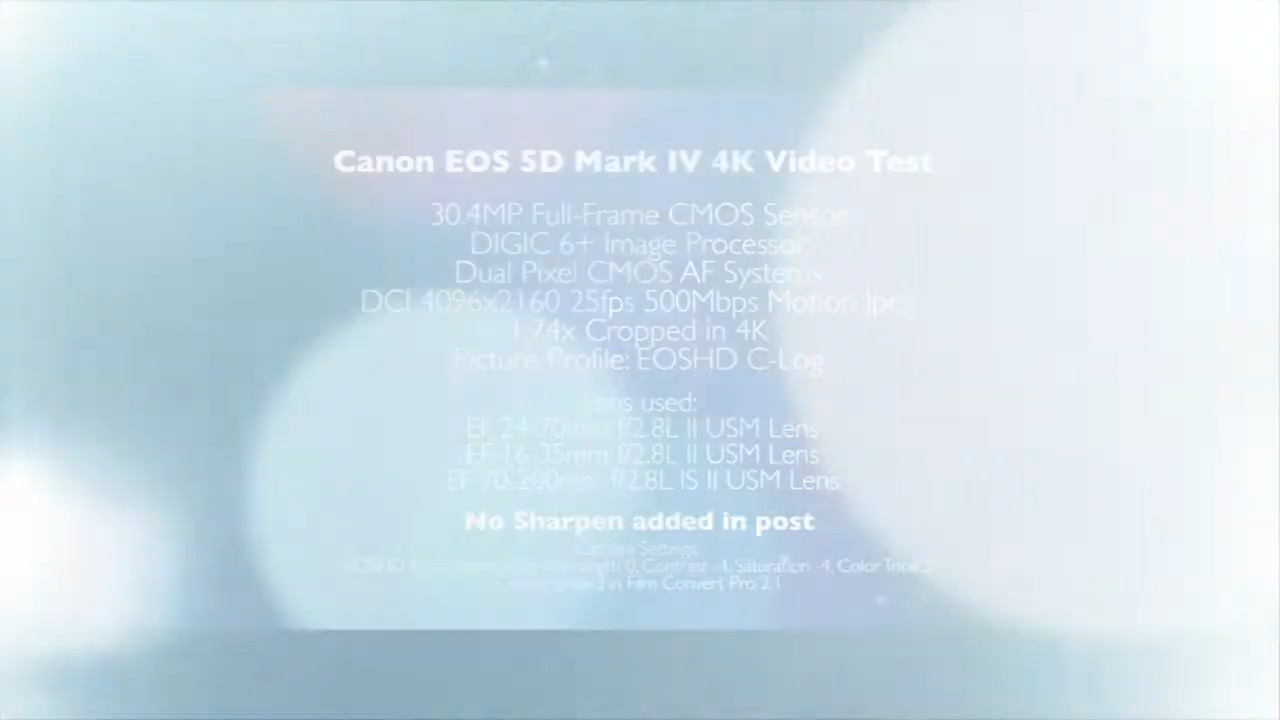 Canon EOS 5D Mark IV 4K Video Test
30.4MP Full-Frame CMOS Sensor
DIGIC 6+ Image Processor
Dual Pixel CMOS AF Systems
DCI 4096x2160 25fps 500Mbps Motion Jpeg
1.74x Cropped in 4K
Picture Profile: EOSHD C-Log
Lens used:
EF 24-70mm f/2.8L II USM Lens
EF 16-35mm f/2.8L II USM Lens
EF 70-200mm f/2.8L IS II USM Lens
No Sharpen added in post
Camera Settings
0, Contrast -4, Saturation -4, Color Tone
in Film Convert Pro 2.1